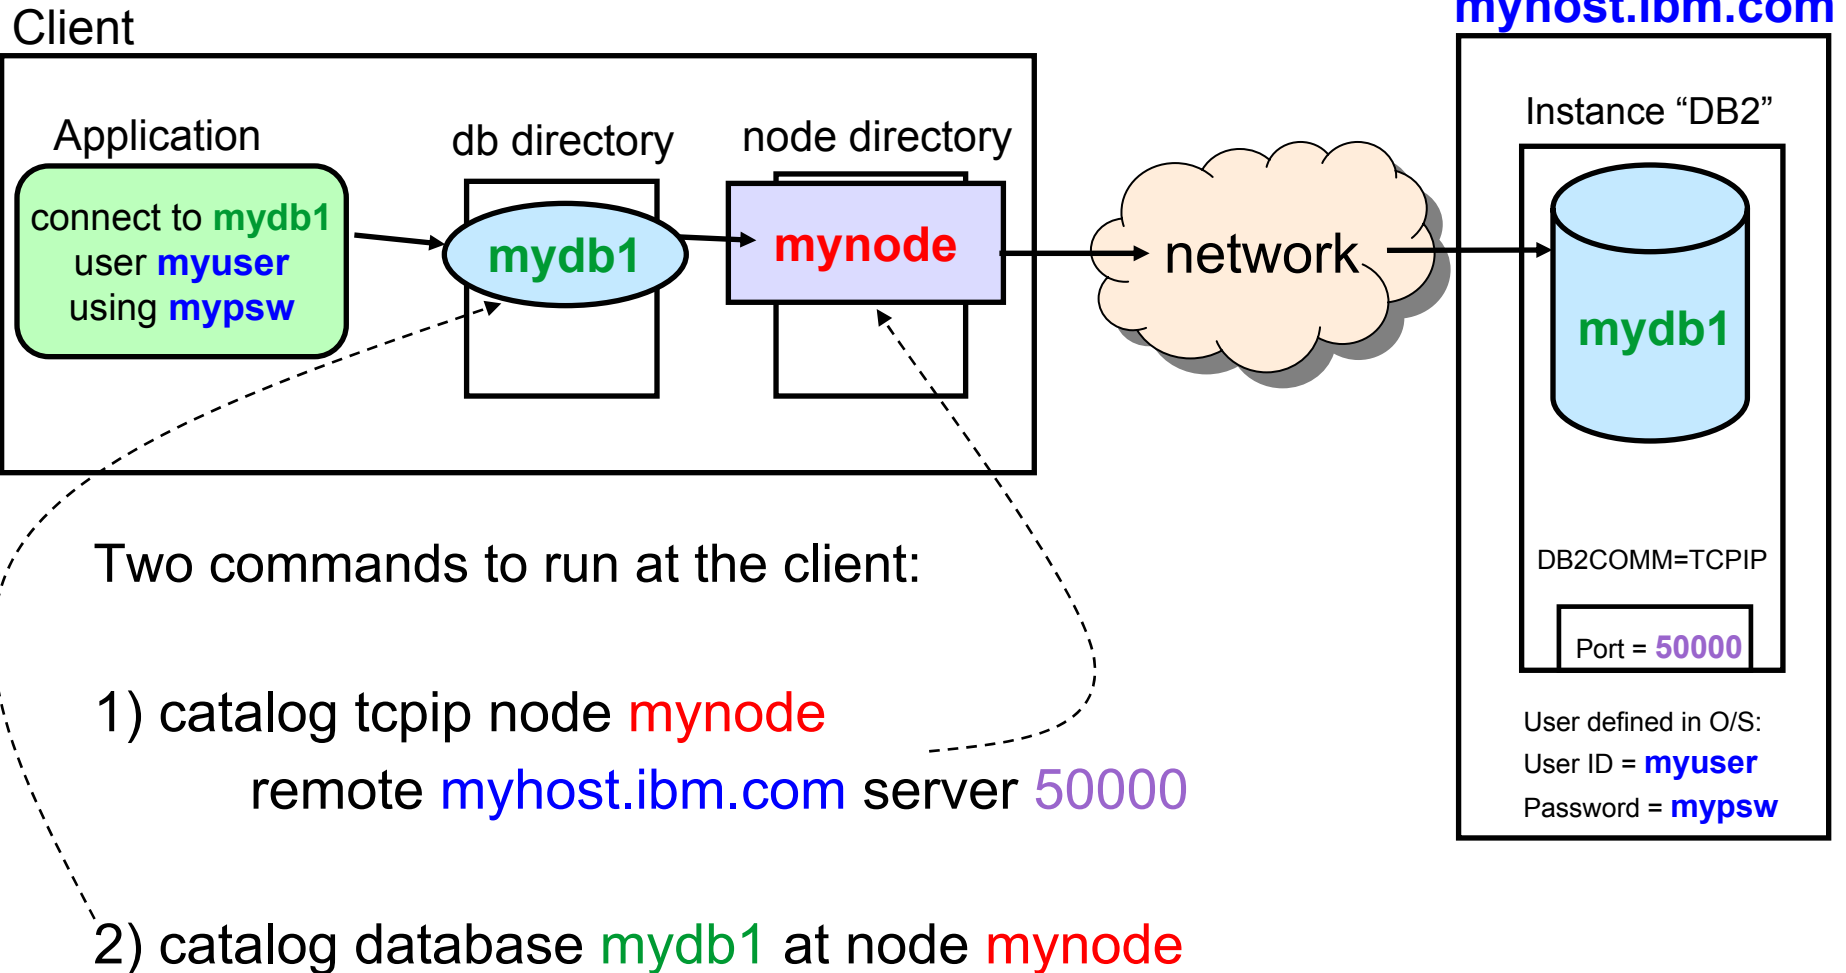 Client
myhost.ibm.com
Application
db directory
node directory
Instance “DB2”
connect to mydb1
user myuser
using mypsw
mydb1
mynode
network
mydb1
DB2COMM=TCPIP
Port = 50000
User defined in O/S:
User ID = myuser
Password = mypsw
Two commands to run at the client:
1) catalog tcpip node mynode
remote myhost.ibm.com server 50000
2) catalog database mydb1 at node mynode